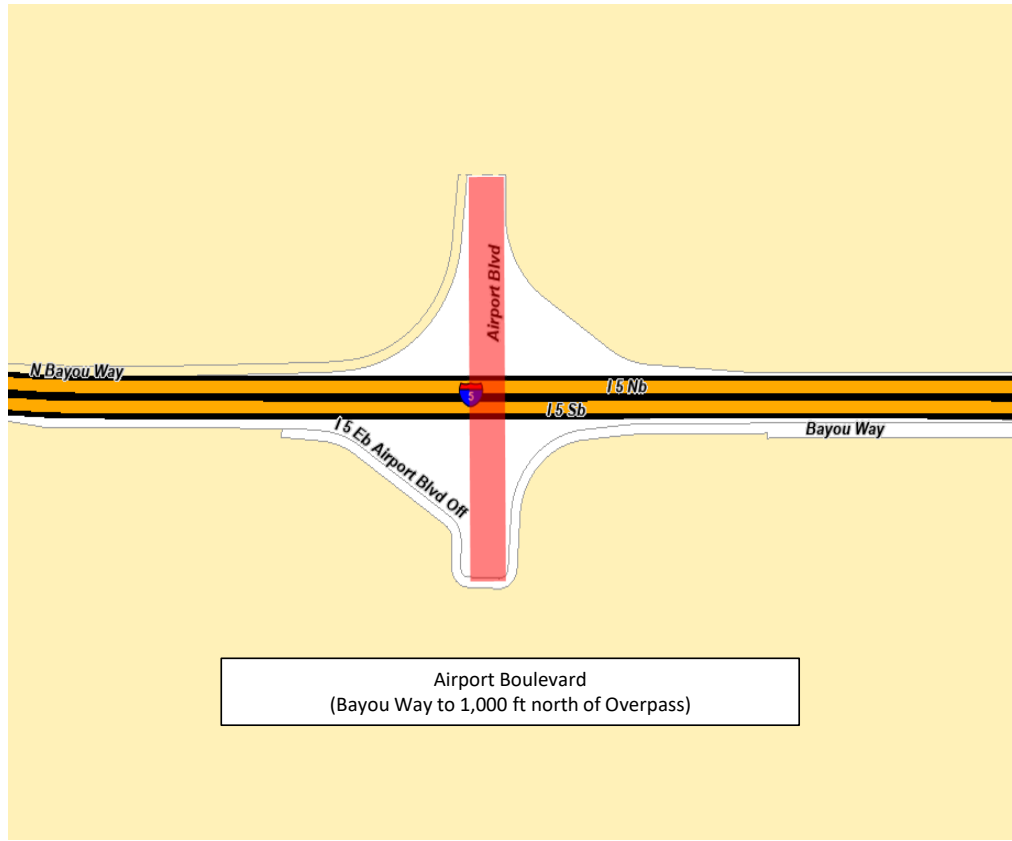 Airport Blvd
N Bayou Way
I 5 Nb
5
I 5 Sb
I 5 Eb Airport Blvd Off
Bayou Way
Airport Boulevard
(Bayou Way to 1,000 ft north of Overpass)